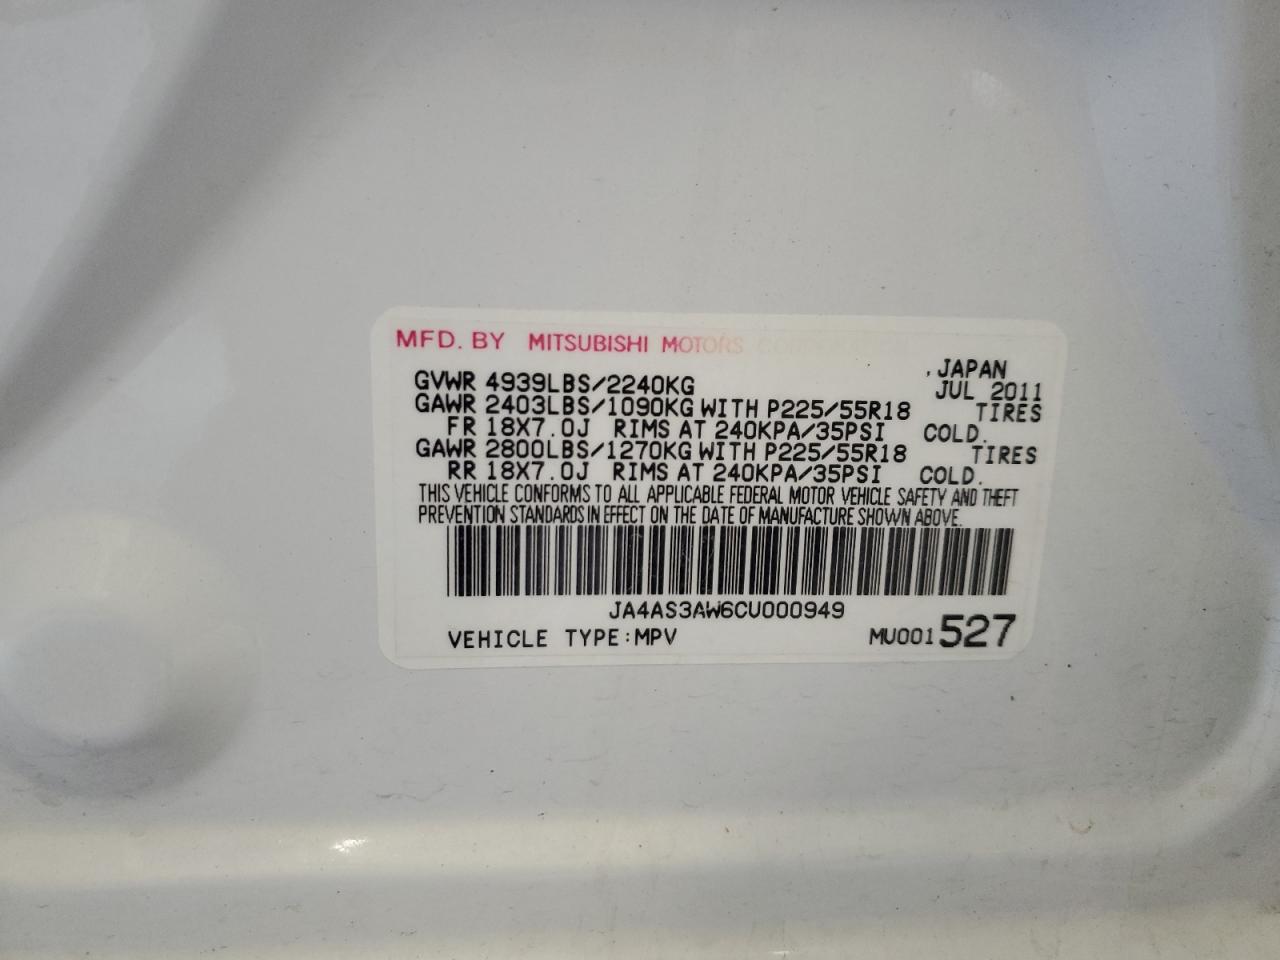 MFD. BY MITSUBISHI MOTORS CORPORATION
, JAPAN
GVWR 4939LBS/2240KG JUL 2011
GAWR 2403LBS/1090KG WITH P225/55R18 TIRES
FR 18X7.0J RIMS AT 240KPA/35PSI COLD.
GAWR 2800LBS/1270KG WITH P225/55R18 TIRES
RR 18X7.0J RIMS AT 240KPA/35PSI COLD.
THIS VEHICLE CONFORMS TO ALL APPLICABLE FEDERAL MOTOR VEHICLE SAFETY AND THEFT
PREVENTION STANDARDS IN EFFECT ON THE DATE OF MANUFACTURE SHOWN ABOVE.
JA4AS3AW6CU000949
VEHICLE TYPE:MPV MU001527